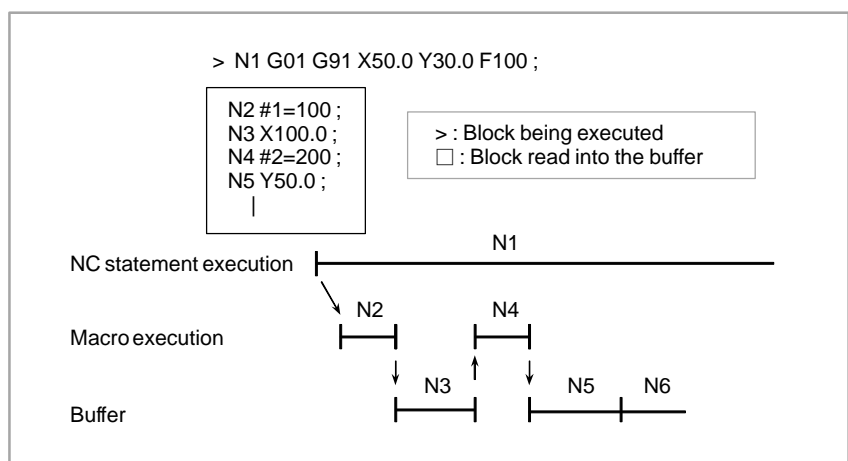 > N1 G01 G91 X50.0 Y30.0 F100 ;
N2 #1=100 ;
N3 X100.0 ;
N4 #2=200 ;
N5 Y50.0 ;
> : Block being executed
□ : Block read into the buffer
N1
NC statement execution
N2 N4
Macro execution
N3 N5 N6
Buffer